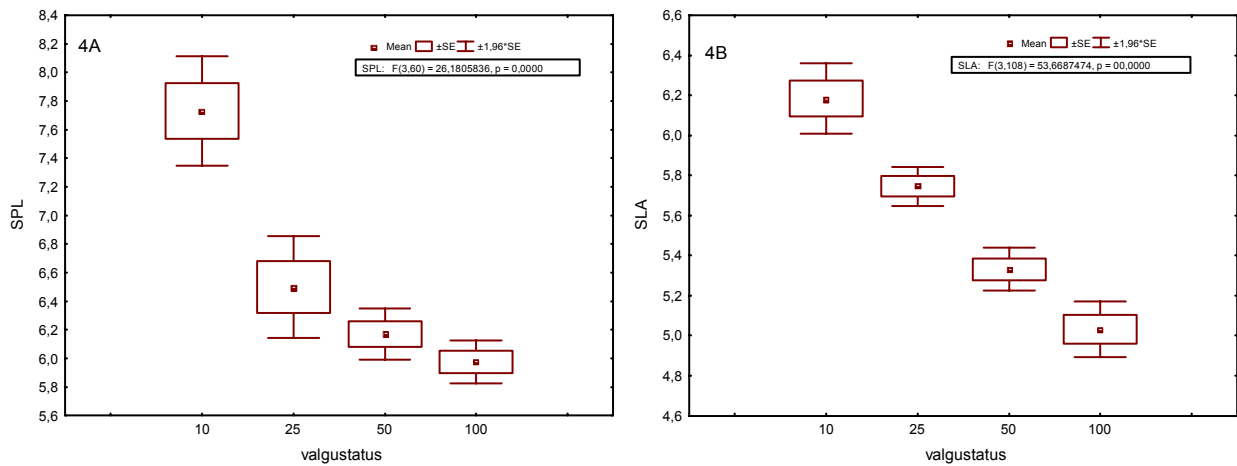 4A
Mean ±SE ±1,96*SE
SPL: F(3,60) = 26,1805836, p = 0,0000
SPL
8,4
8,2
8,0
7,8
7,6
7,4
7,2
7,0
6,8
6,6
6,4
6,2
6,0
5,8
5,6
10 25 50 100
valgustatus
4B
Mean ±SE ±1,96*SE
SLA: F(3,108) = 53,6687474, p = 00,0000
SLA
6,6
6,4
6,2
6,0
5,8
5,6
5,4
5,2
5,0
4,8
4,6
10 25 50 100
valgustatus